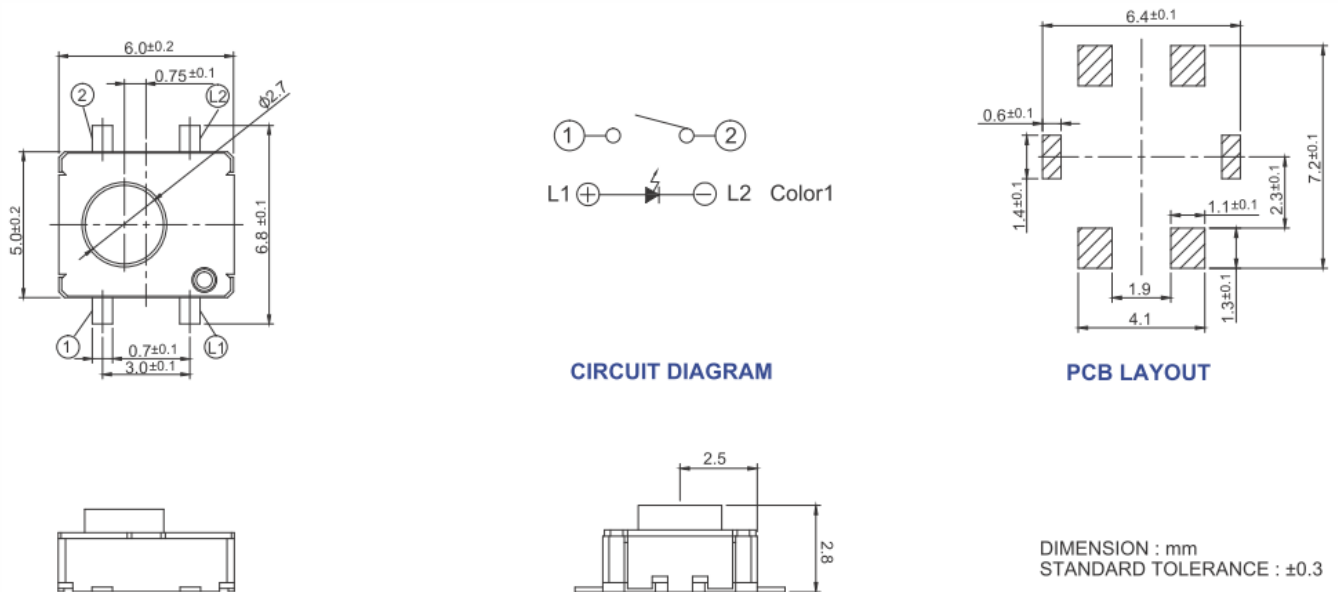 6.0±0.2
0.75±0.1
Φ2.7
2
L2
5.0±0.2
6.8 ±0.1
1
L1
0.7±0.1
3.0±0.1
1
2
L1 + − L2 Color1
CIRCUIT DIAGRAM
6.4±0.1
0.6±0.1
1.4±0.1
7.2±0.1
2.3±0.1
1.1±0.1
1.3±0.1
1.9
4.1
PCB LAYOUT
2.5
2.8
DIMENSION : mm
STANDARD TOLERANCE : ±0.3